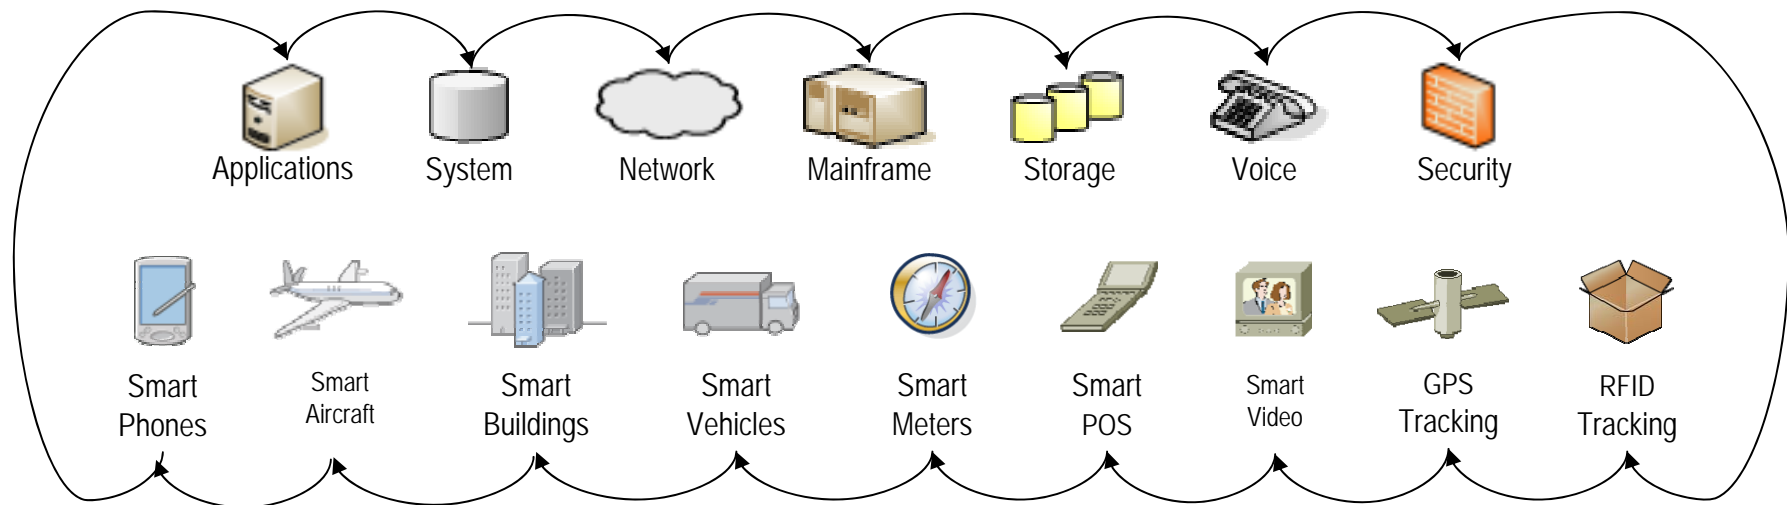 Applications
System
Network
Mainframe
Storage
Voice
Security
Smart
Phones
Smart
Aircraft
Smart
Buildings
Smart
Vehicles
Smart
Meters
Smart
POS
Smart
Video
GPS
Tracking
RFID
Tracking